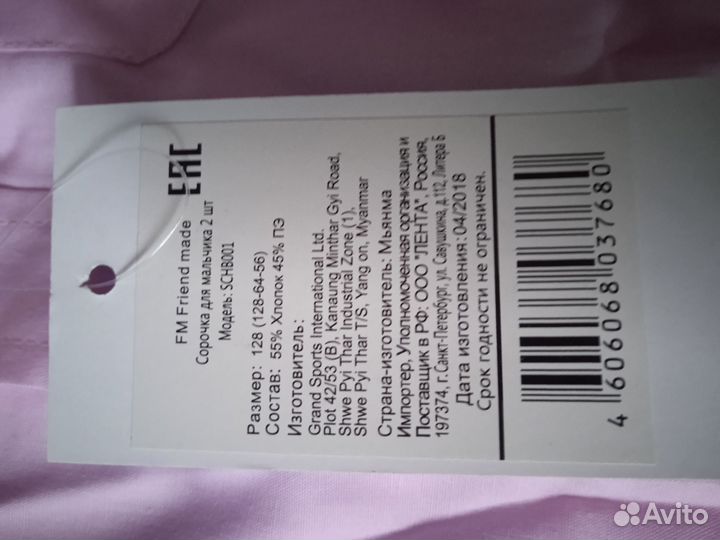 FM Friend made
Сорочка для мальчика 2 шт
Модель: SCHB001
ЕАС
Размер: 128 (128-64-56)
Состав: 55% Хлопок 45% ПЭ
Изготовитель:
Grand Sports International Ltd.
Plot 42/53 (B), Kanaung Minthar Gyi Road,
Shwe Pyi Thar Industrial Zone (1),
Shwe Pyi Thar T/S, Yang on, Myanmar
Страна-изготовитель: Мьянма
Импортер, Уполномоченная организация и
Поставщик в РФ: ООО "ЛЕНТА", Россия,
197374, г.Санкт-Петербург, ул. Савушкина, д.112, Литера Б
Дата изготовления: 04/2018
Срок годности не ограничен.
4 606068 037680
Avito